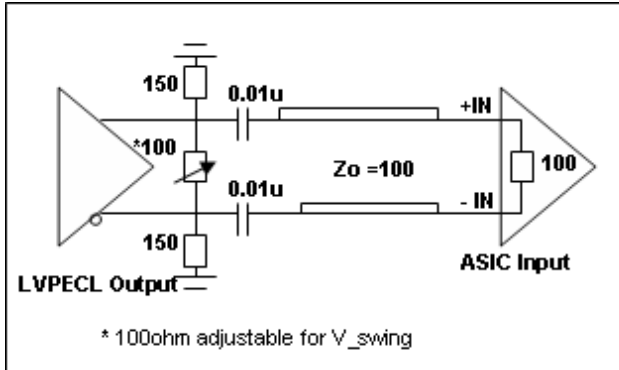 150
0.01u
+IN
*100
Zo =100
100
0.01u
- IN
150
ASIC Input
LVPECL Output
* 100ohm adjustable for V_swing